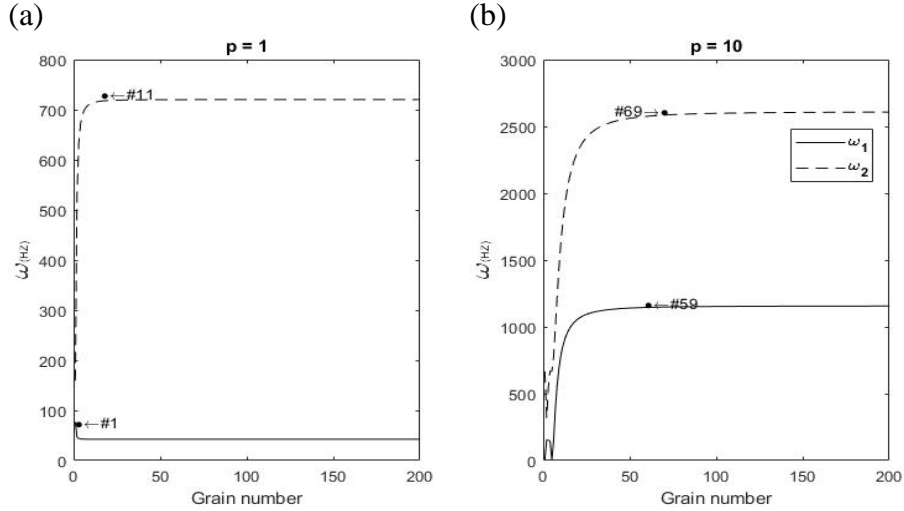 (a)
p = 1
800
700
600
500
400
300
200
100
0
←#11
←#1
ω(HZ)
0 50 100 150 200
Grain number
(b)
p = 10
3000
2500
2000
1500
1000
500
0
#69→
←#59
ω1
ω2
ω(HZ)
0 50 100 150 200
Grain number